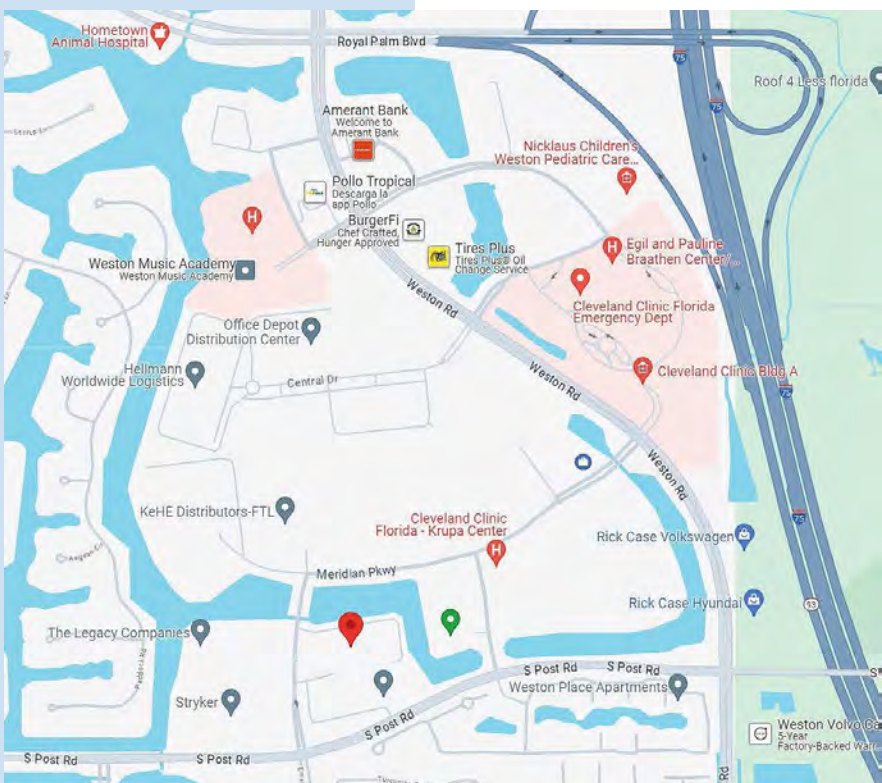 Hometown
Animal Hospital
Royal Palm Blvd
75
75
Roof 4 Less florida
Amerant Bank
Welcome to
Amerant Bank
Nicklaus Children's
Weston Pediatric Care...
Pollo Tropical
Descarga la
app Pollo
BurgerFi
Chef Crafted,
Hunger Approved
H
H
Egil and Pauline
Braathen Center/...
Tires Plus
Tires Plus® Oil
Change Service
Weston Music Academy
Weston Music Academy
Weston Rd
Cleveland Clinic Florida
Emergency Dept
Office Depot
Distribution Center
Hellmann
Worldwide Logistics
Central Dr
Weston Rd
Cleveland Clinic Bldg A
75
Weston Rd
KeHE Distributors-FTL
Cleveland Clinic
Florida - Krupa Center
H
75
Rick Case Volkswagen
Meridian Pkwy
Rick Case Hyundai
93
The Legacy Companies
S Post Rd
S Post Rd
Weston Place Apartments
Stryker
S Post Rd
Weston Volvo Ca
5-Year
Factory-Backed Warr...
S Post Rd
S Post Rd
Rd